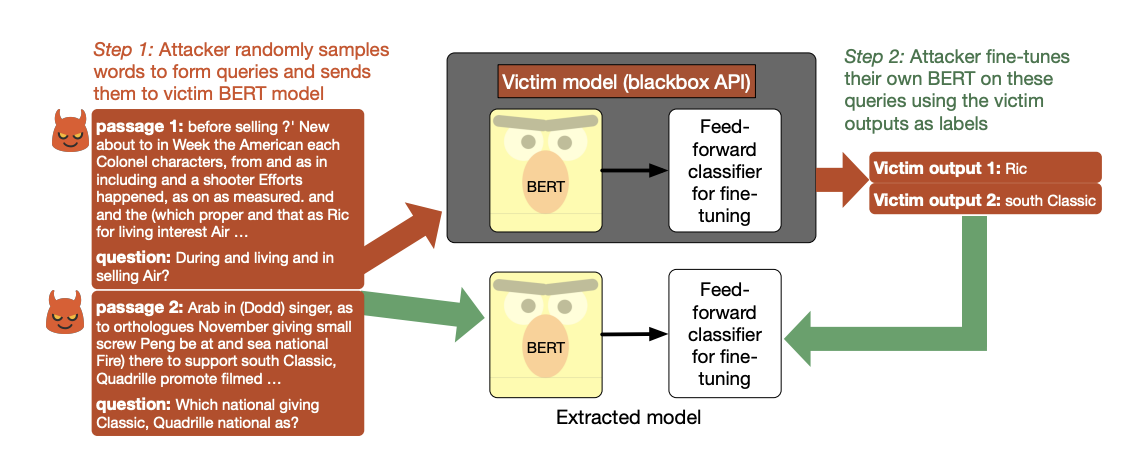 Step 1: Attacker randomly samples
words to form queries and sends
them to victim BERT model
passage 1: before selling ?' New
about to in Week the American each
Colonel characters, from and as in
including and a shooter Efforts
happened, as on as measured. and
and the (which proper and that as Ric
for living interest Air …
question: During and living and in
selling Air?
passage 2: Arab in (Dodd) singer, as
to orthologues November giving small
screw Peng be at and sea national
Fire) there to support south Classic,
Quadrille promote filmed …
question: Which national giving
Classic, Quadrille national as?
Victim model (blackbox API)
BERT
Feed-
forward
classifier
for fine-
tuning
BERT
Feed-
forward
classifier
for fine-
tuning
Extracted model
Step 2: Attacker fine-tunes
their own BERT on these
queries using the victim
outputs as labels
Victim output 1: Ric
Victim output 2: south Classic